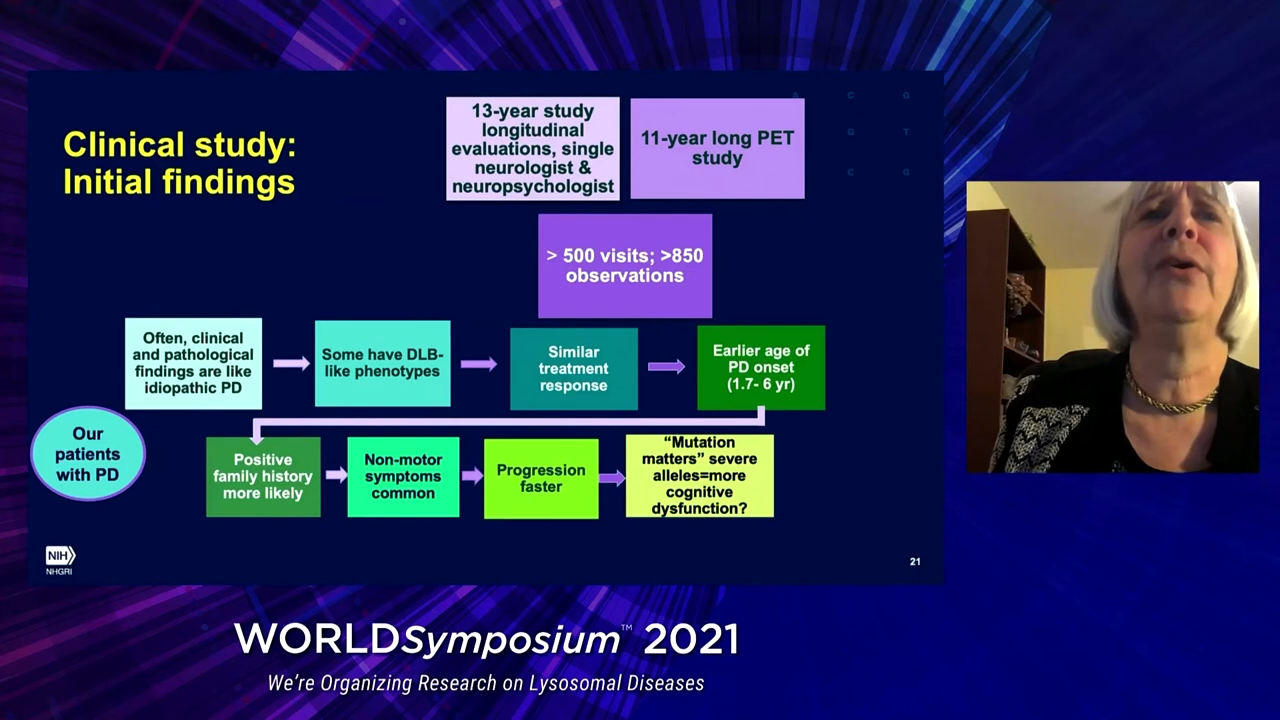 Clinical study:
Initial findings
13-year study
longitudinal
evaluations, single
neurologist &
neuropsychologist
11-year long PET
study
> 500 visits; >850
observations
Often, clinical
and pathological
findings are like
idiopathic PD
Some have DLB-
like phenotypes
Similar
treatment
response
Earlier age of
PD onset
(1.7- 6 yr)
Our
patients
with PD
Positive
family history
more likely
Non-motor
symptoms
common
Progression
faster
“Mutation
matters” severe
alleles=more
cognitive
dysfunction?
A C G
G T
C G
NIH
NHGRI
21
WORLDSymposium™ 2021
We’re Organizing Research on Lysosomal Diseases